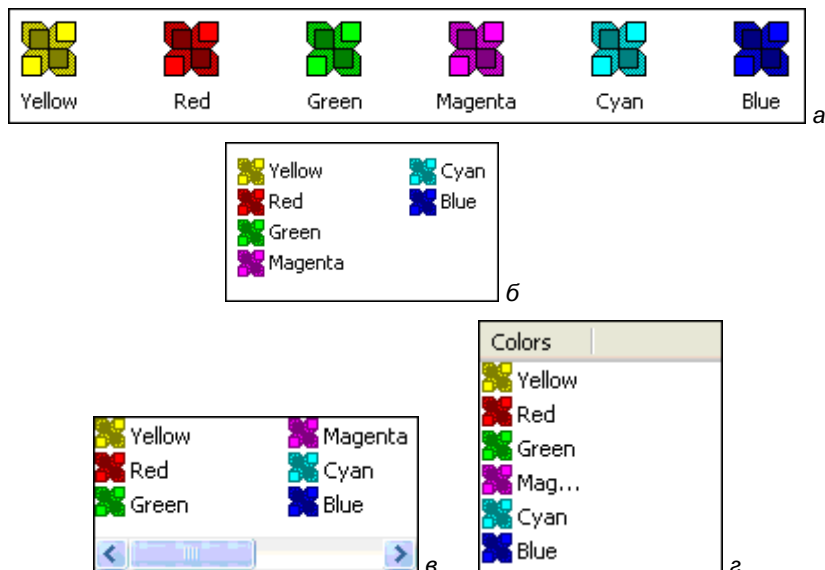 Yellow Red Green Magenta Cyan Blue
а
Yellow Cyan
Red Blue
Green
Magenta
б
Yellow Magenta
Red Cyan
Green Blue
в
Colors
Yellow
Red
Green
Mag...
Cyan
Blue
г